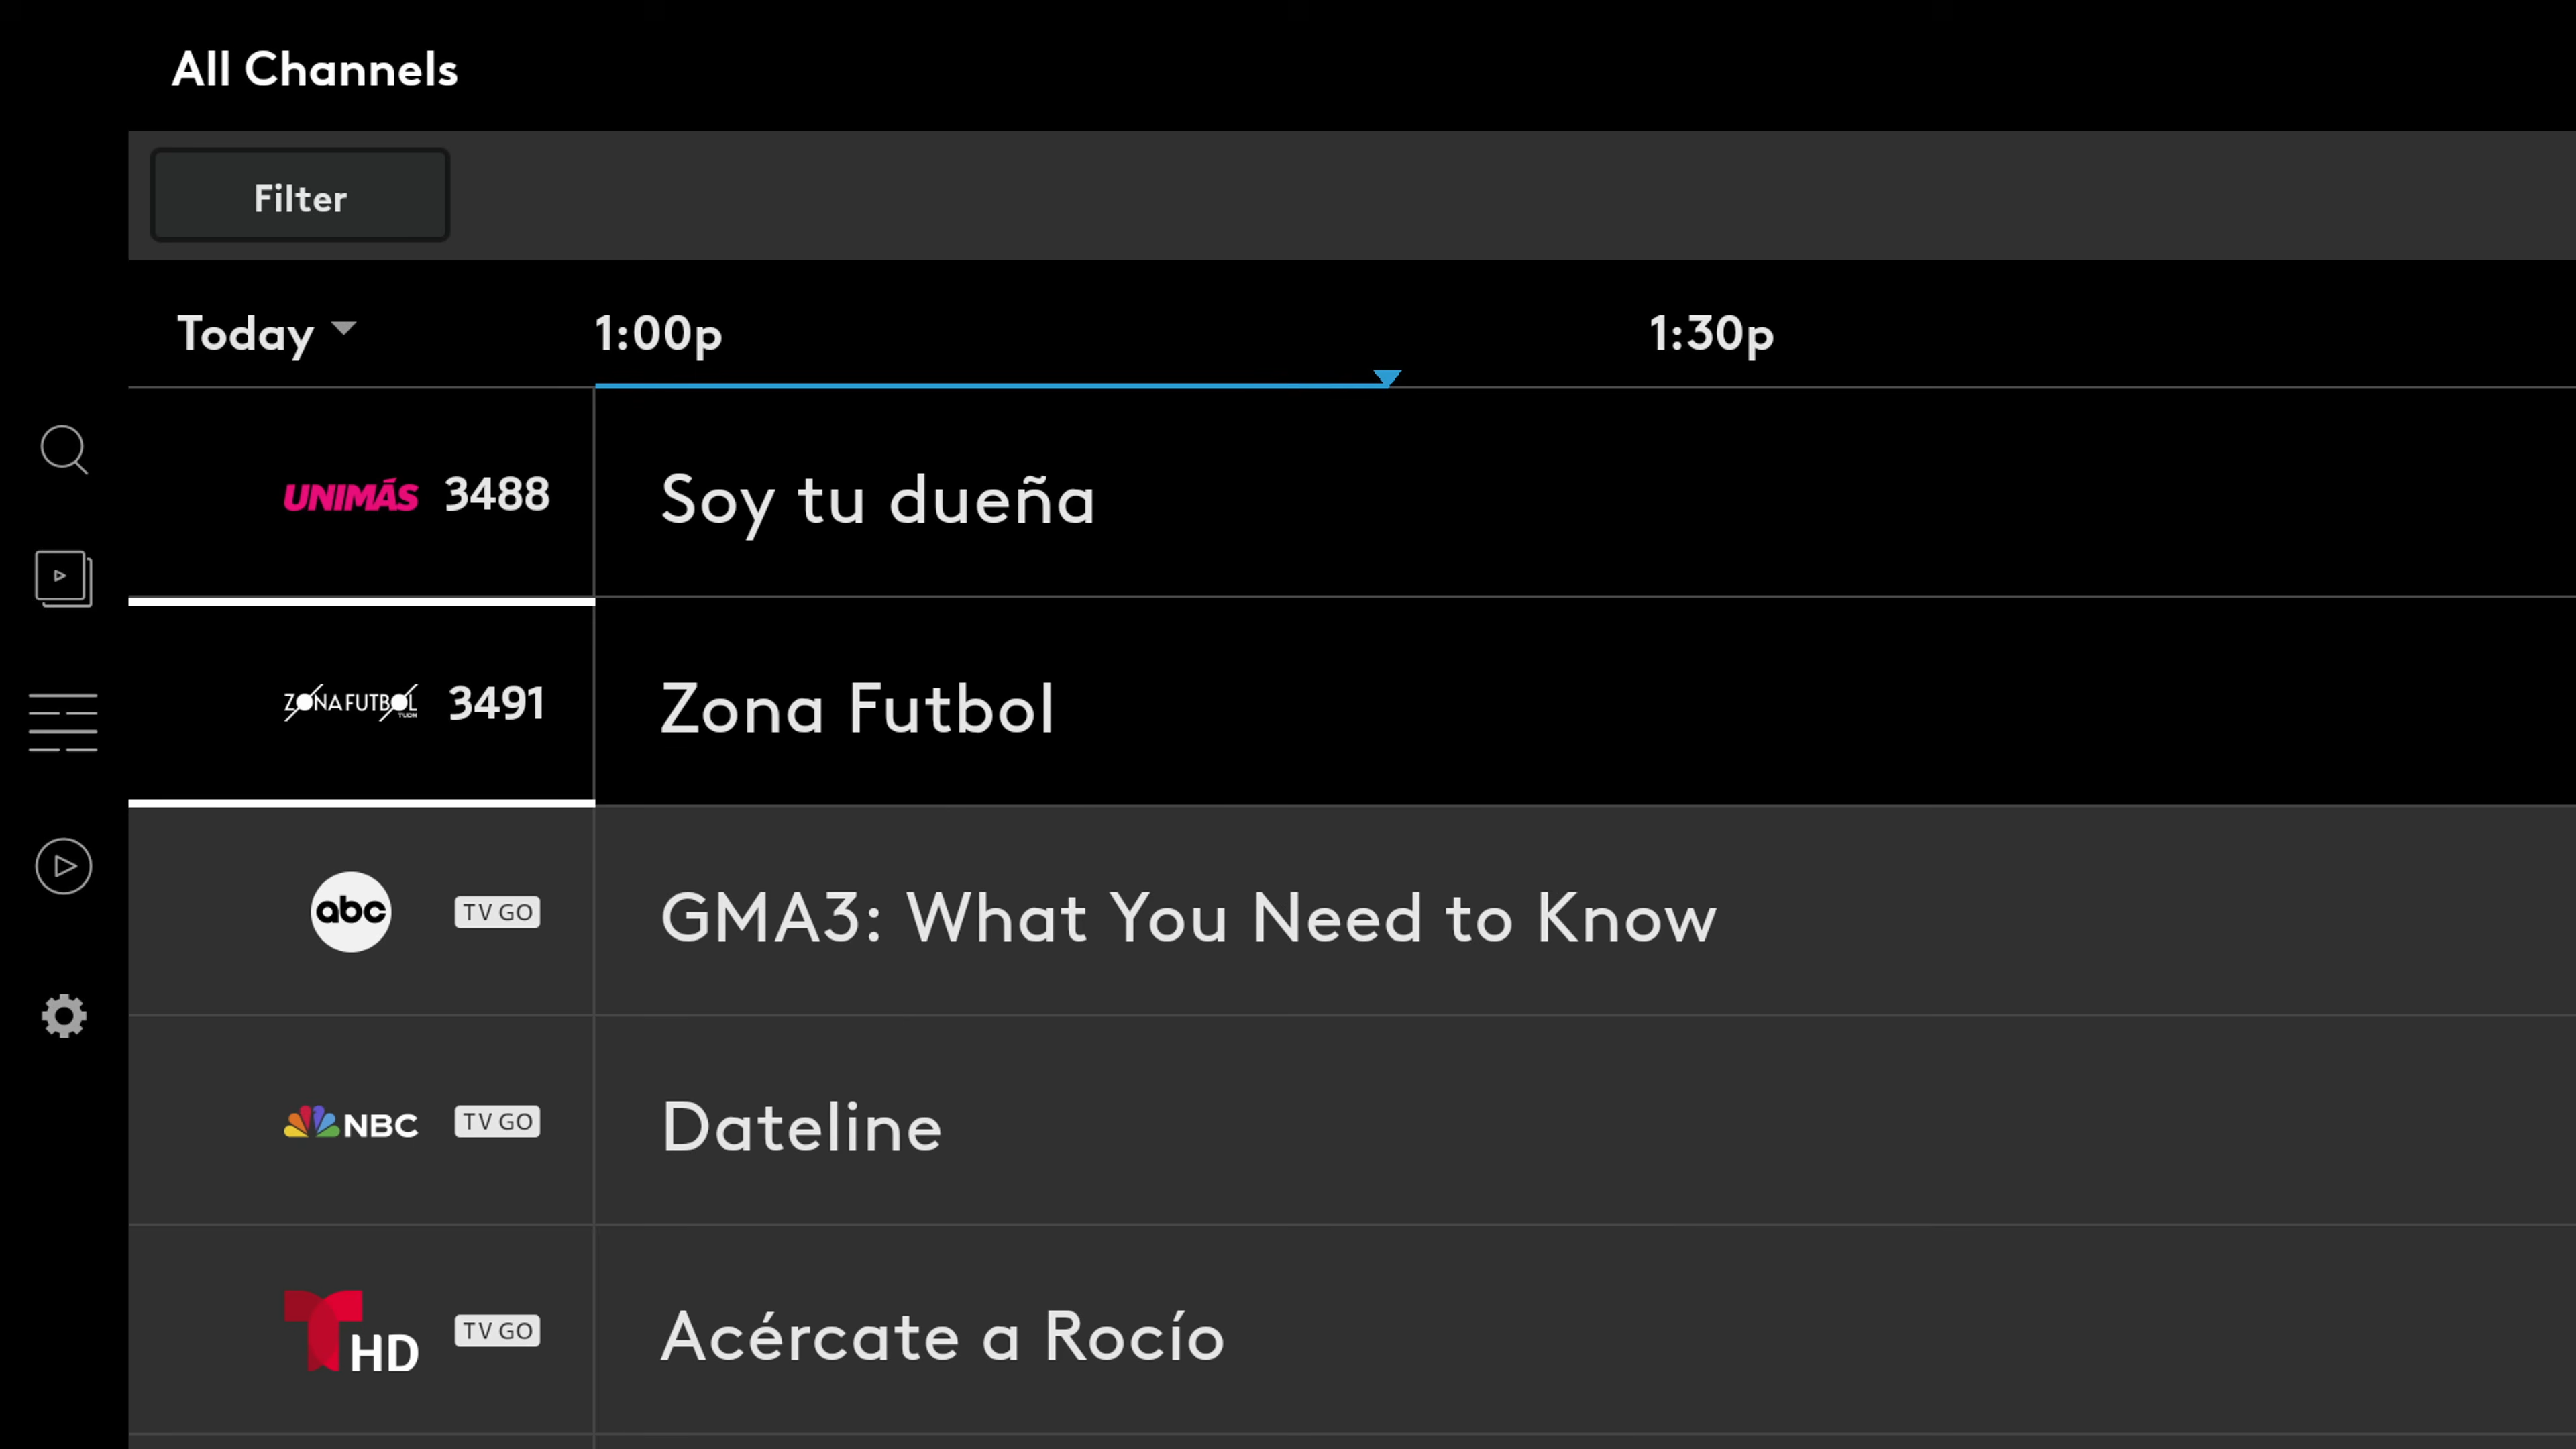 All Channels
Filter
Today 1:00p 1:30p
UNIMÁS 3488 Soy tu dueña
ZONA FUTBOL TUDN 3491 Zona Futbol
abc TV GO GMA3: What You Need to Know
NBC TV GO Dateline
HD TV GO Acércate a Rocío